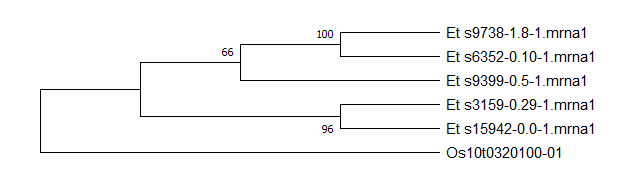 100
Et s9738-1.8-1.mrna1
66
Et s6352-0.10-1.mrna1
Et s9399-0.5-1.mrna1
Et s3159-0.29-1.mrna1
96
Et s15942-0.0-1.mrna1
Os10t0320100-01